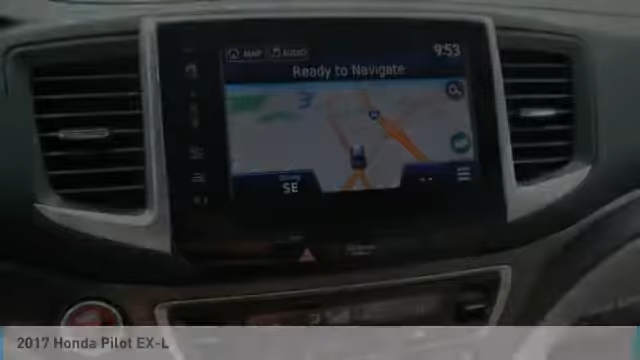 MAP AUDIO 9:53
Ready to Navigate
SE
2017 Honda Pilot EX-L